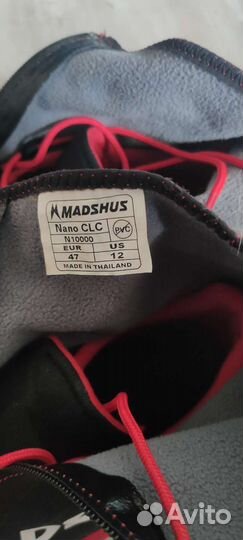 MADSHUS
Nano CLC PVC
N10000
EUR US
47 12
MADE IN THAILAND
Avito